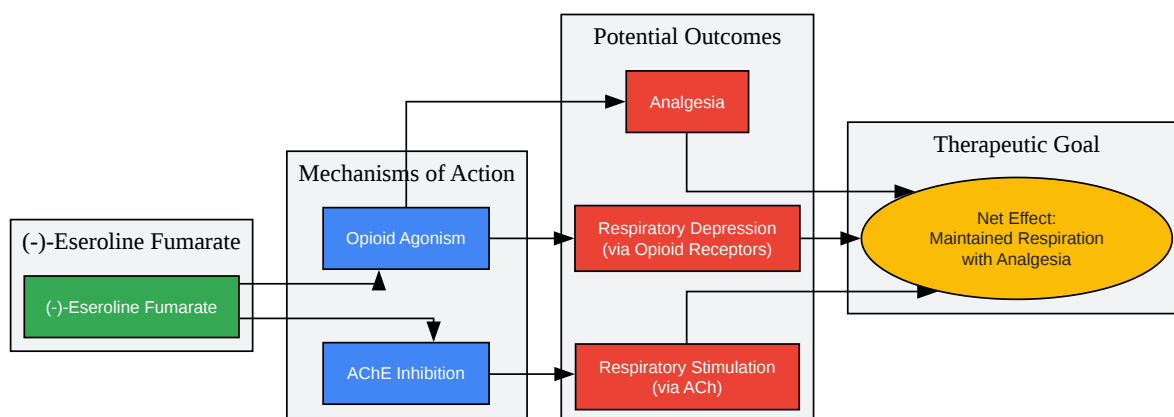 (-)-Eseroline Fumarate
(-)-Eseroline Fumarate
Mechanisms of Action
Opioid Agonism
AChE Inhibition
Potential Outcomes
Analgesia
Respiratory Depression
(via Opioid Receptors)
Respiratory Stimulation
(via ACh)
Therapeutic Goal
Net Effect:
Maintained Respiration
with Analgesia